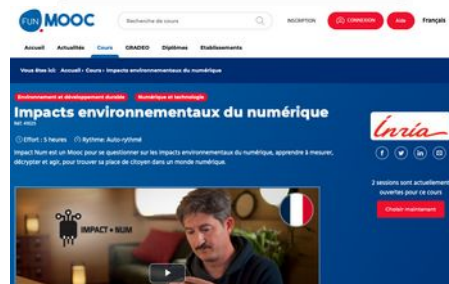 FUN MOOC
Recherche de cours
INSCRIPTION
CONNEXION
Aide
Français
Accueil
Actualités
Cours
GRADEO
Diplômes
Etablissements
Vous êtes ici: Accueil › Cours › Impacts environnementaux du numérique
Environnement et développement durable
Numérique et technologie
Impacts environnementaux du numérique
Effort : 5 heures
Rythme: Auto-rythmé
Impact Num est un Mooc pour se questionner sur les impacts environnementaux du numérique, apprendre à mesurer,
décrypter et agir, pour trouver sa place de citoyen dans un monde numérique.
Inria
2 sessions sont actuellement
ouvertes pour ce cours
Choisir maintenant
IMPACT NUM